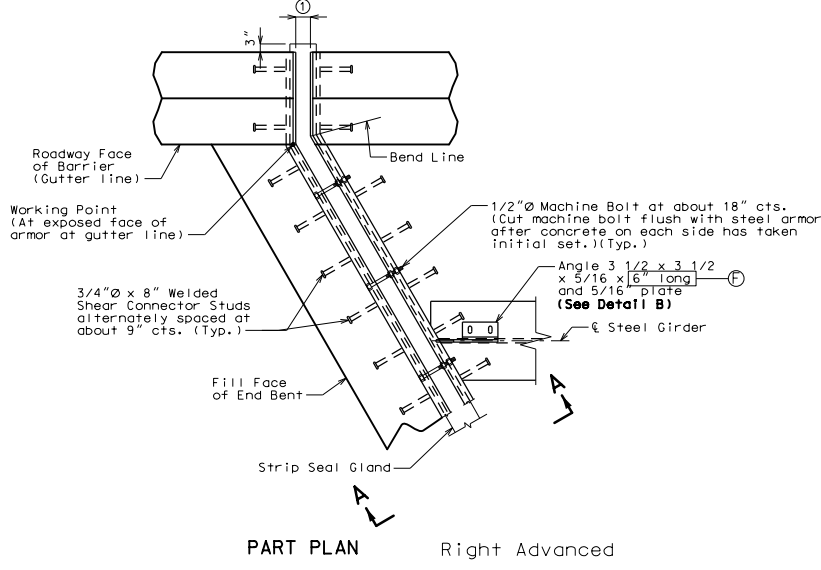 1
3"
Roadway Face
of Barrier
(Gutter line)
Bend Line
Working Point
(At exposed face of
armor at gutter line)
1/2"Ø Machine Bolt at about 18" cts.
(Cut machine bolt flush with steel armor
after concrete on each side has taken
initial set.)(Typ.)
Angle 3 1/2 x 3 1/2
x 5/16 x 6" long
F
and 5/16" plate
(See Detail B)
3/4"Ø x 8" Welded
Shear Connector Studs
alternately spaced at
about 9" cts. (Typ.)
℄ Steel Girder
Fill Face
of End Bent
A
Strip Seal Gland
A
PART PLAN
Right Advanced